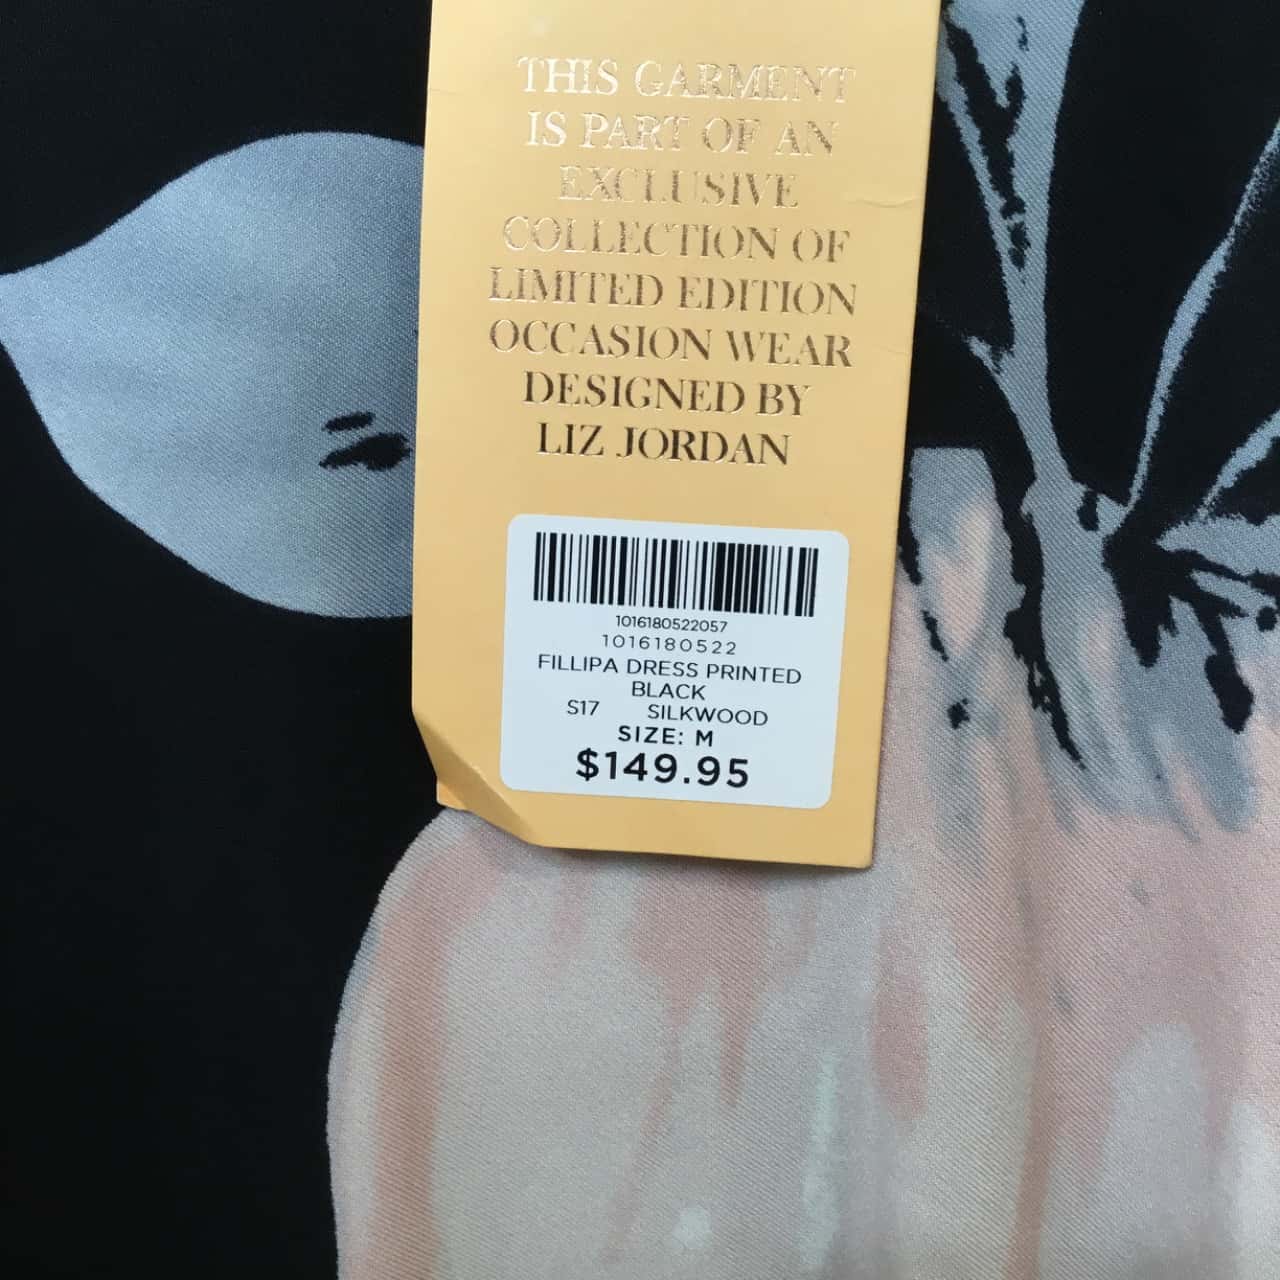 THIS GARMENT
IS PART OF AN
EXCLUSIVE
COLLECTION OF
LIMITED EDITION
OCCASION WEAR
DESIGNED BY
LIZ JORDAN
1016180522057
1016180522
FILLIPA DRESS PRINTED
BLACK
S17 SILKWOOD
SIZE: M
$149.95